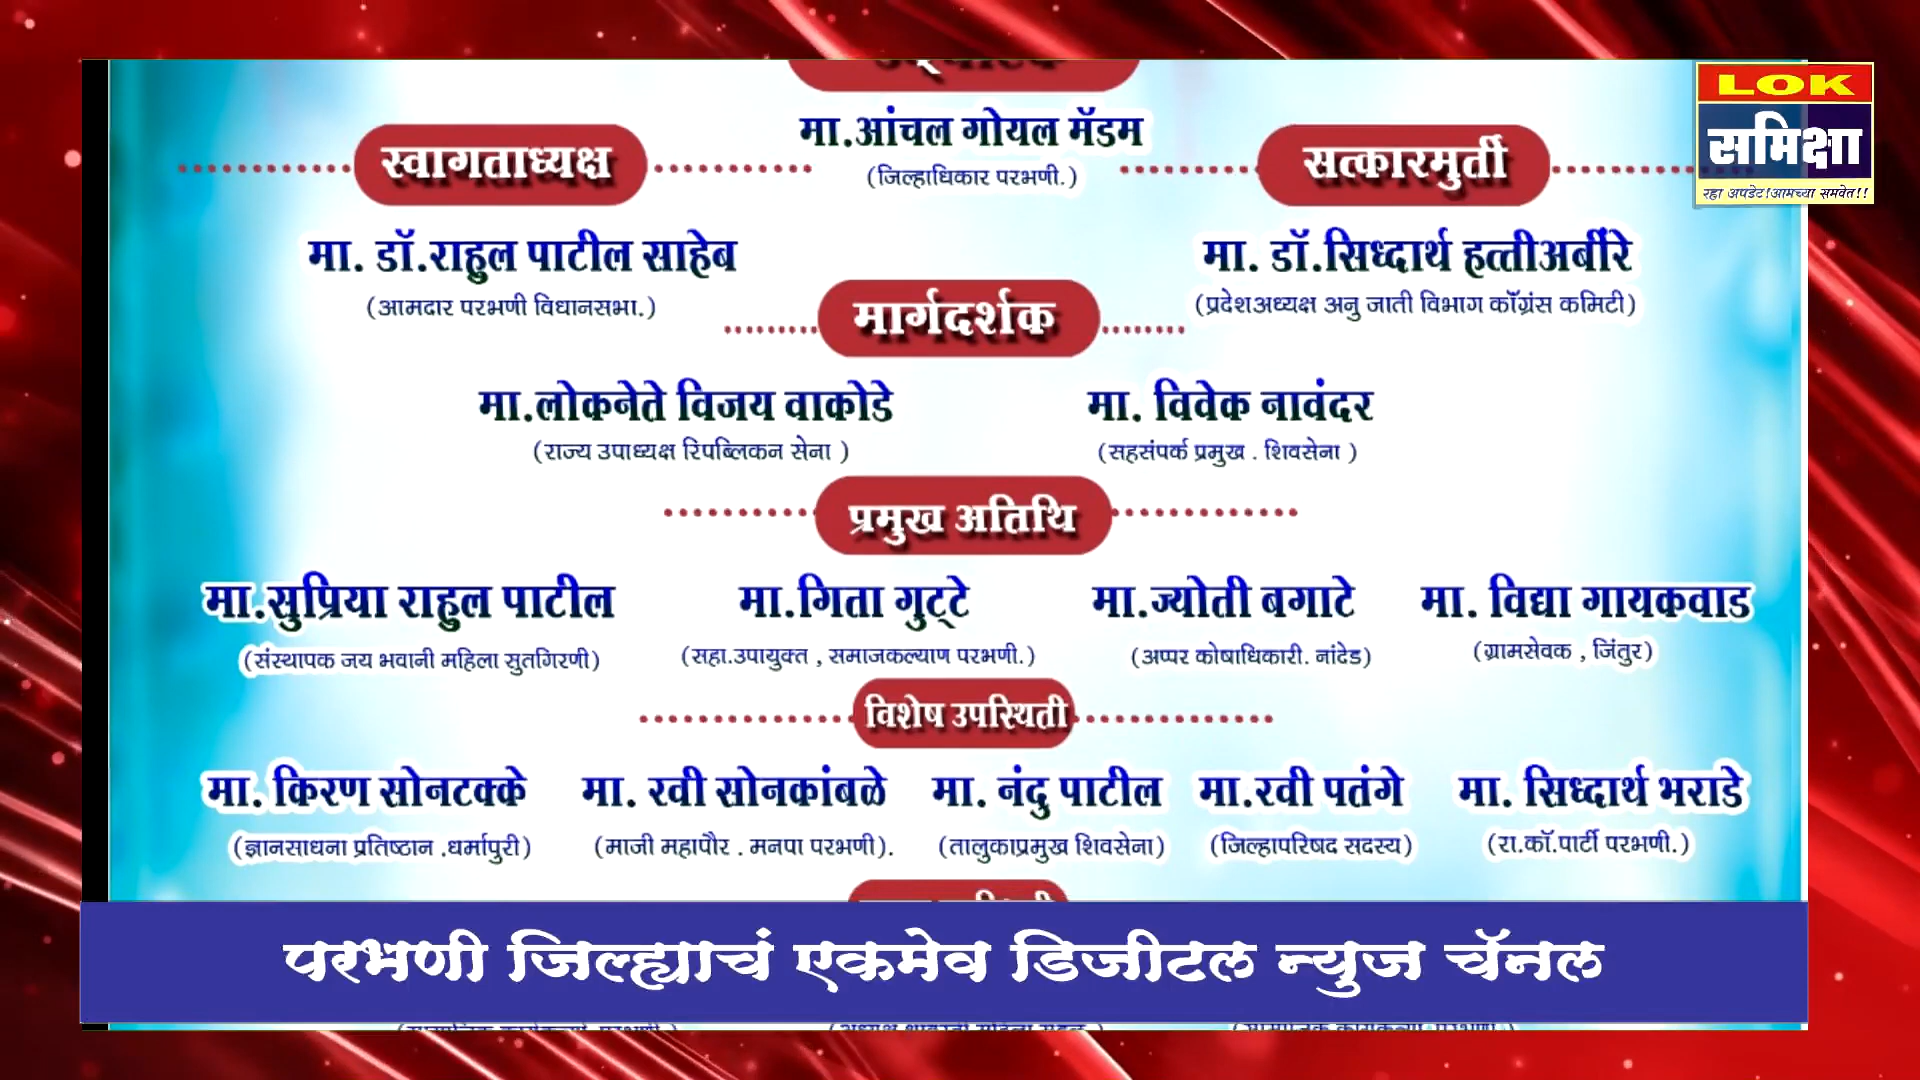 LOK
समिक्षा
रहा अपडेट!आमच्या समवेत!!
मा.आंचल गोयल मॅडम
(जिल्हाधिकार परभणी.)
स्वागताध्यक्ष
सत्कारमुर्ती
मा. डॉ.राहुल पाटील साहेब
(आमदार परभणी विधानसभा.)
मा. डॉ.सिध्दार्थ हत्तीअंबीरे
(प्रदेशअध्यक्ष अनु जाती विभाग कॉंग्रंस कमिटी)
मार्गदर्शक
मा.लोकनेते विजय वाकोडे
मा. विवेक नावंदर
(राज्य उपाध्यक्ष रिपब्लिकन सेना )
(सहसंपर्क प्रमुख . शिवसेना )
प्रमुख अतिथि
मा.सुप्रिया राहुल पाटील
मा.गिता गुट्टे
मा.ज्योती बगाटे
मा. विद्या गायकवाड
(संस्थापक जय भवानी महिला सुतगिरणी)
(सहा.उपायुक्त , समाजकल्याण परभणी.)
(अप्पर कोषाधिकारी. नांदेड)
(ग्रामसेवक , जिंतुर)
विशेष उपस्थिती
मा. किरण सोनटक्के
मा. रवी सोनकांबळे
मा. नंदु पाटील
मा.रवी पतंगे
मा. सिध्दार्थ भराडे
(ज्ञानसाधना प्रतिष्ठान .धर्मापुरी)
(माजी महापौर . मनपा परभणी).
(तालुकाप्रमुख शिवसेना)
(जिल्हापरिषद सदस्य)
(रा.कॉ.पार्टी परभणी.)
परभणी जिल्ह्याचं एकमेव डिजीटल न्युज चॅनल